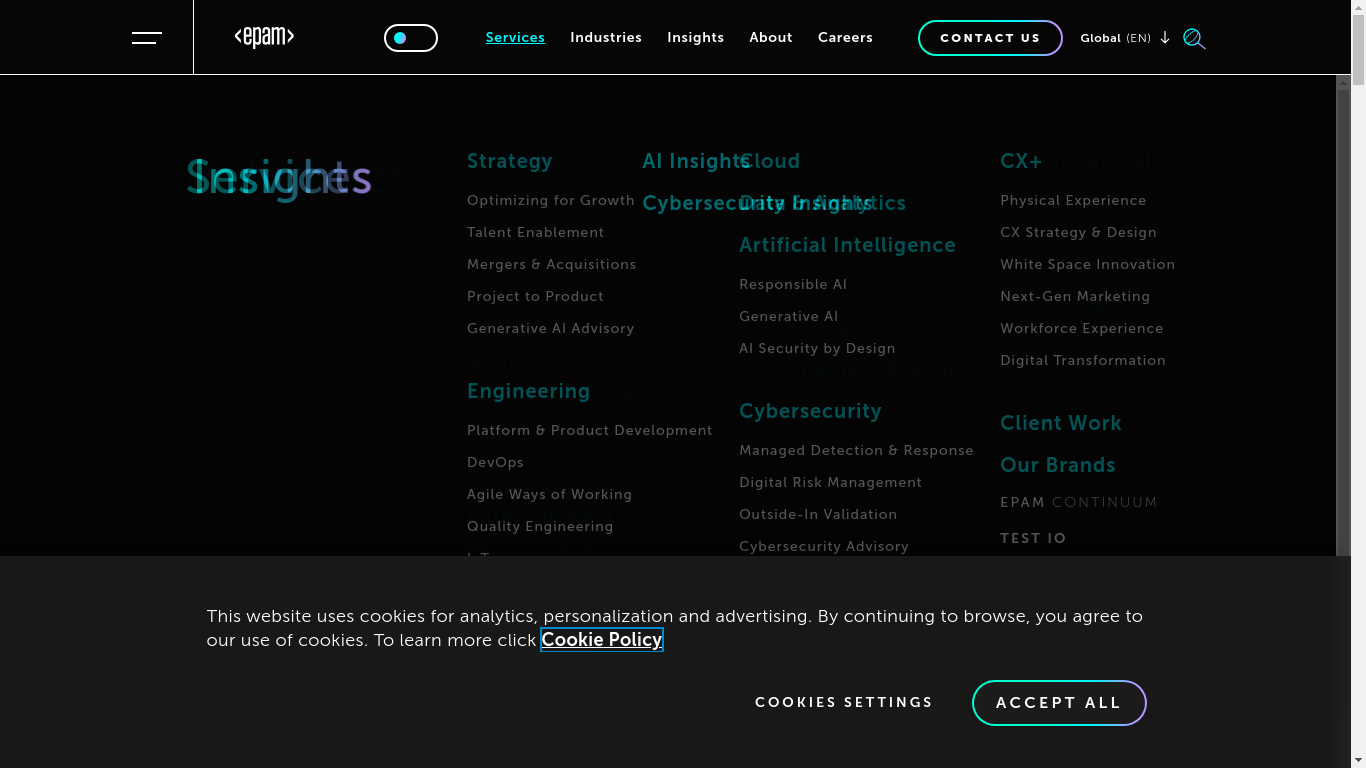 <epam>
Services
Industries
Insights
About
Careers
CONTACT US
Global (EN)
Insights
Strategy
Optimizing for Growth
Talent Enablement
Mergers & Acquisitions
Project to Product
Generative AI Advisory
Engineering
Platform & Product Development
DevOps
Agile Ways of Working
Quality Engineering
IoT
AI Insights
Cybersecurity Insights
Cloud
Data & Analytics
Artificial Intelligence
Responsible AI
Generative AI
AI Security by Design
Cybersecurity
Managed Detection & Response
Digital Risk Management
Outside-In Validation
Cybersecurity Advisory
CX+
Physical Experience
CX Strategy & Design
White Space Innovation
Next-Gen Marketing
Workforce Experience
Digital Transformation
Client Work
Our Brands
EPAM CONTINUUM
TEST IO
This website uses cookies for analytics, personalization and advertising. By continuing to browse, you agree to
our use of cookies. To learn more click Cookie Policy
COOKIES SETTINGS
ACCEPT ALL